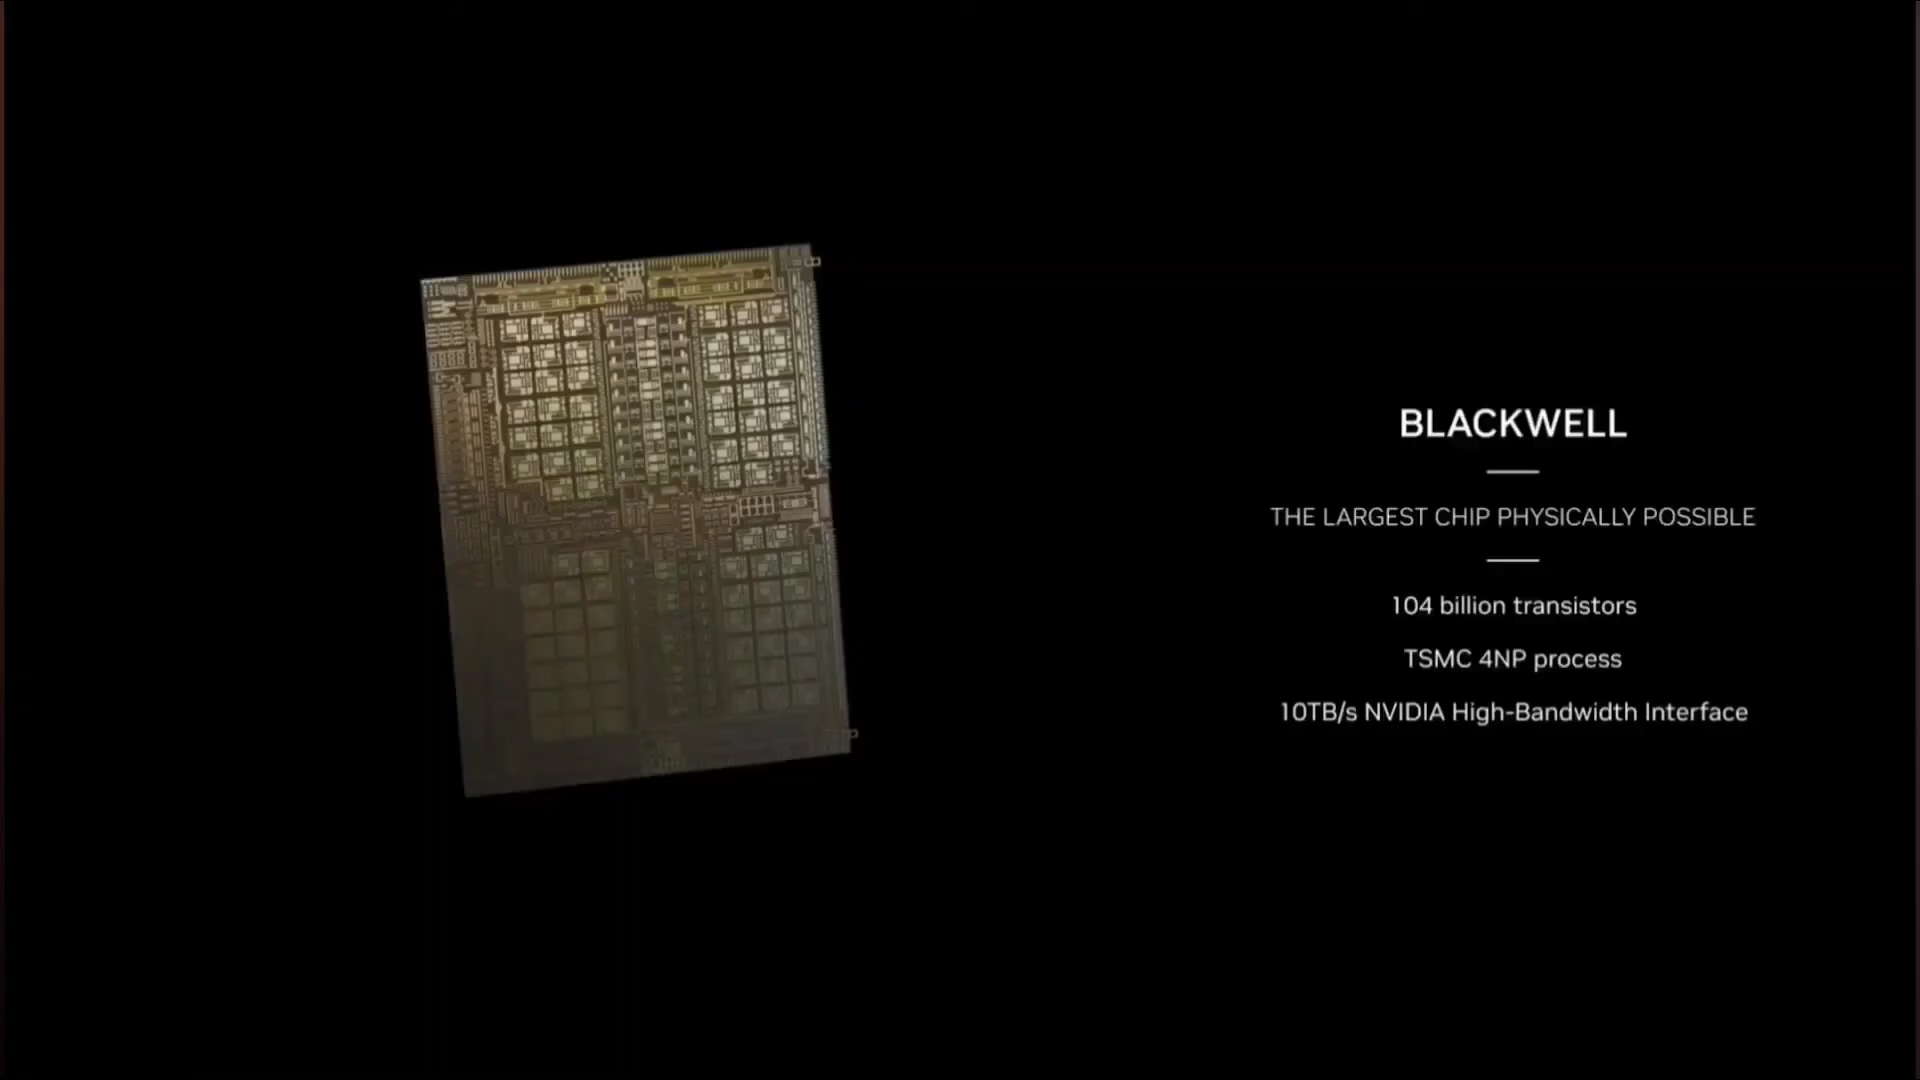 BLACKWELL
THE LARGEST CHIP PHYSICALLY POSSIBLE
104 billion transistors
TSMC 4NP process
10TB/s NVIDIA High-Bandwidth Interface